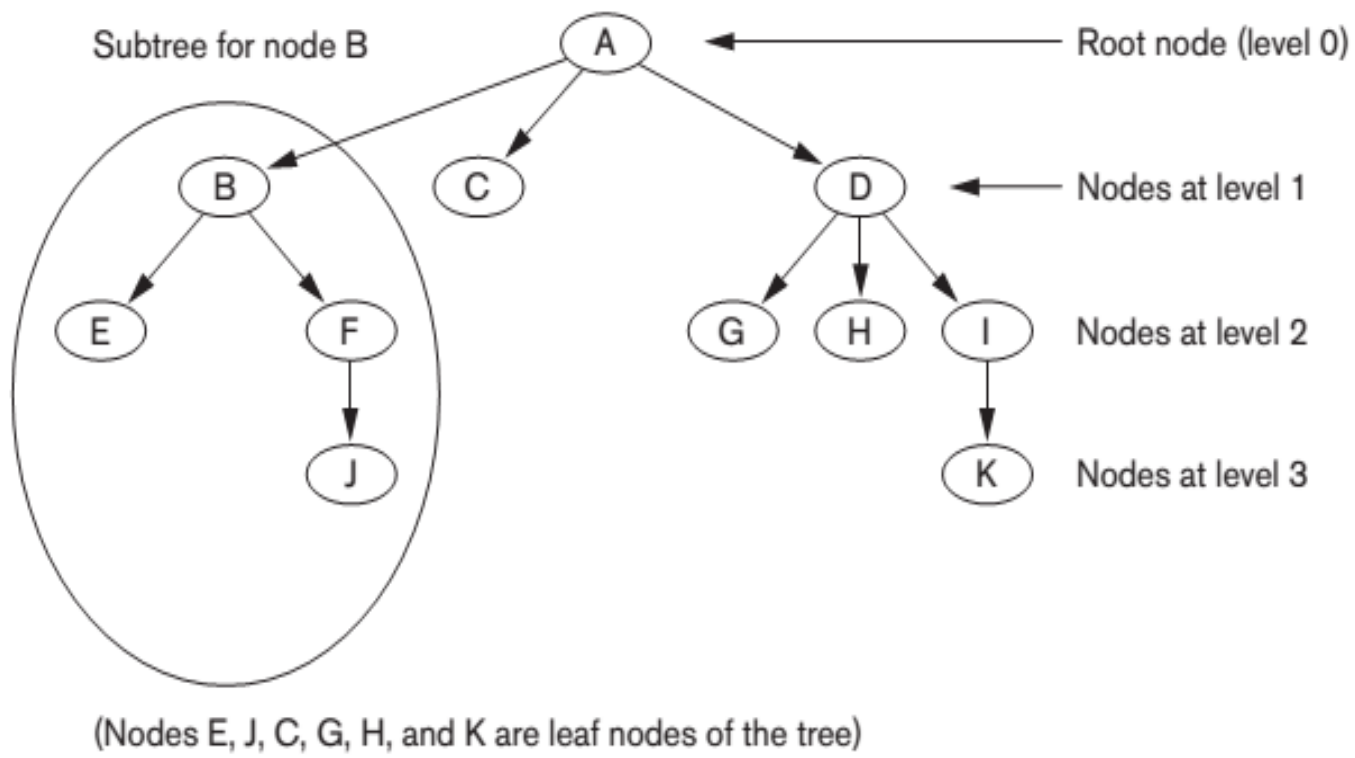 Subtree for node B
A
Root node (level 0)
B
C
D
Nodes at level 1
E
F
G
H
I
Nodes at level 2
J
K
Nodes at level 3
(Nodes E, J, C, G, H, and K are leaf nodes of the tree)